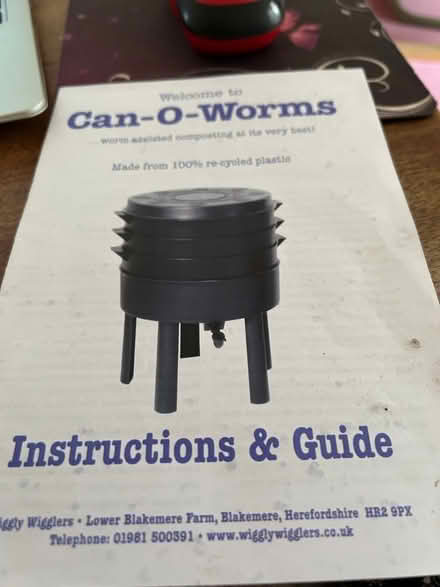 Welcome to
Can-O-Worms
worm assisted composting at its very best!
Made from 100% re-cycled plastic
Instructions & Guide
Wiggly Wigglers • Lower Blakemere Farm, Blakemere, Herefordshire HR2 9PX
Telephone: 01981 500391 • www.wigglywigglers.co.uk